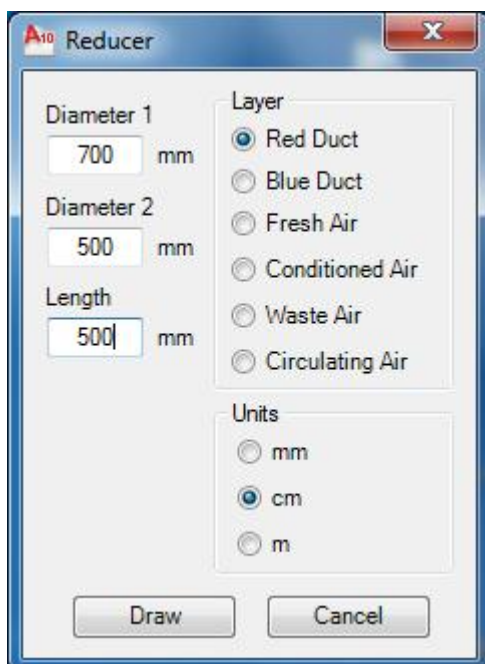 A10 Reducer
X
Diameter 1
700 mm
Diameter 2
500 mm
Length
500 mm
Layer
Red Duct
Blue Duct
Fresh Air
Conditioned Air
Waste Air
Circulating Air
Units
mm
cm
m
Draw
Cancel